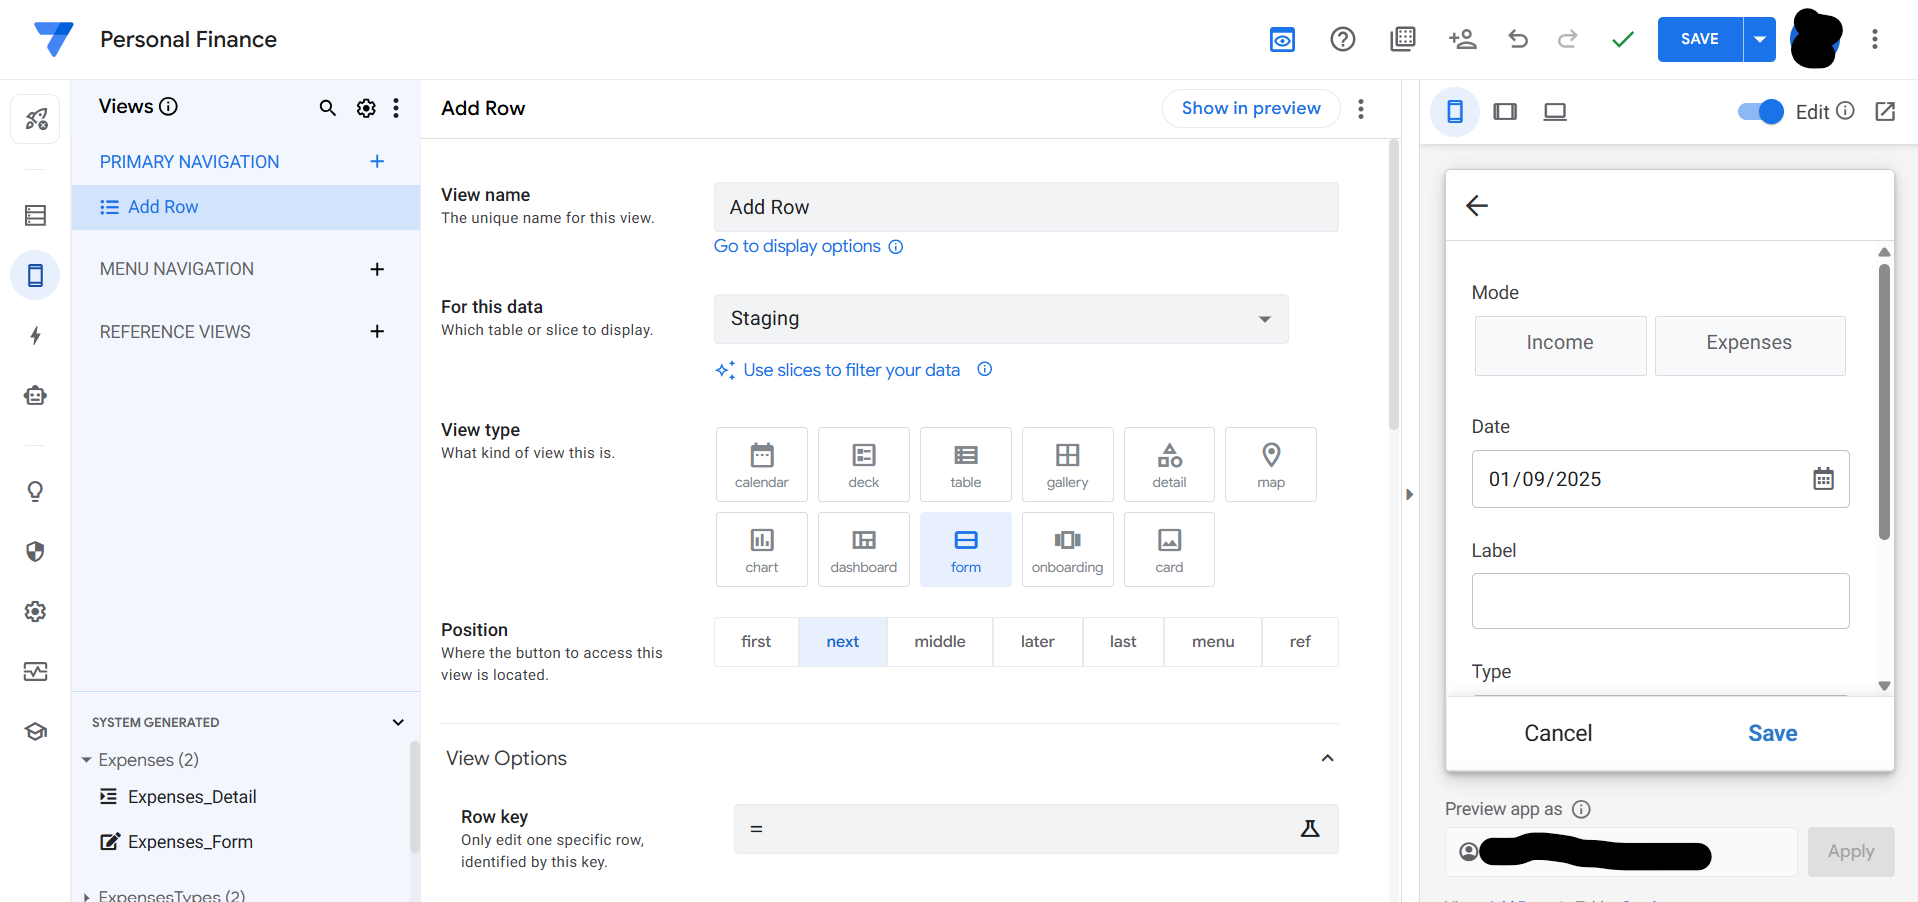 Personal Finance
SAVE
Views
PRIMARY NAVIGATION
Add Row
MENU NAVIGATION
REFERENCE VIEWS
SYSTEM GENERATED
Expenses (2)
Expenses_Detail
Expenses_Form
ExpensesTypes (2)
Add Row
Show in preview
View name
The unique name for this view.
Add Row
Go to display options
For this data
Which table or slice to display.
Staging
Use slices to filter your data
View type
What kind of view this is.
calendar
deck
table
gallery
detail
map
chart
dashboard
form
onboarding
card
Position
Where the button to access this
view is located.
first
next
middle
later
last
menu
ref
View Options
Row key
Only edit one specific row,
identified by this key.
=
Edit
Mode
Income
Expenses
Date
01/09/2025
Label
Type
Cancel
Save
Preview app as
Apply